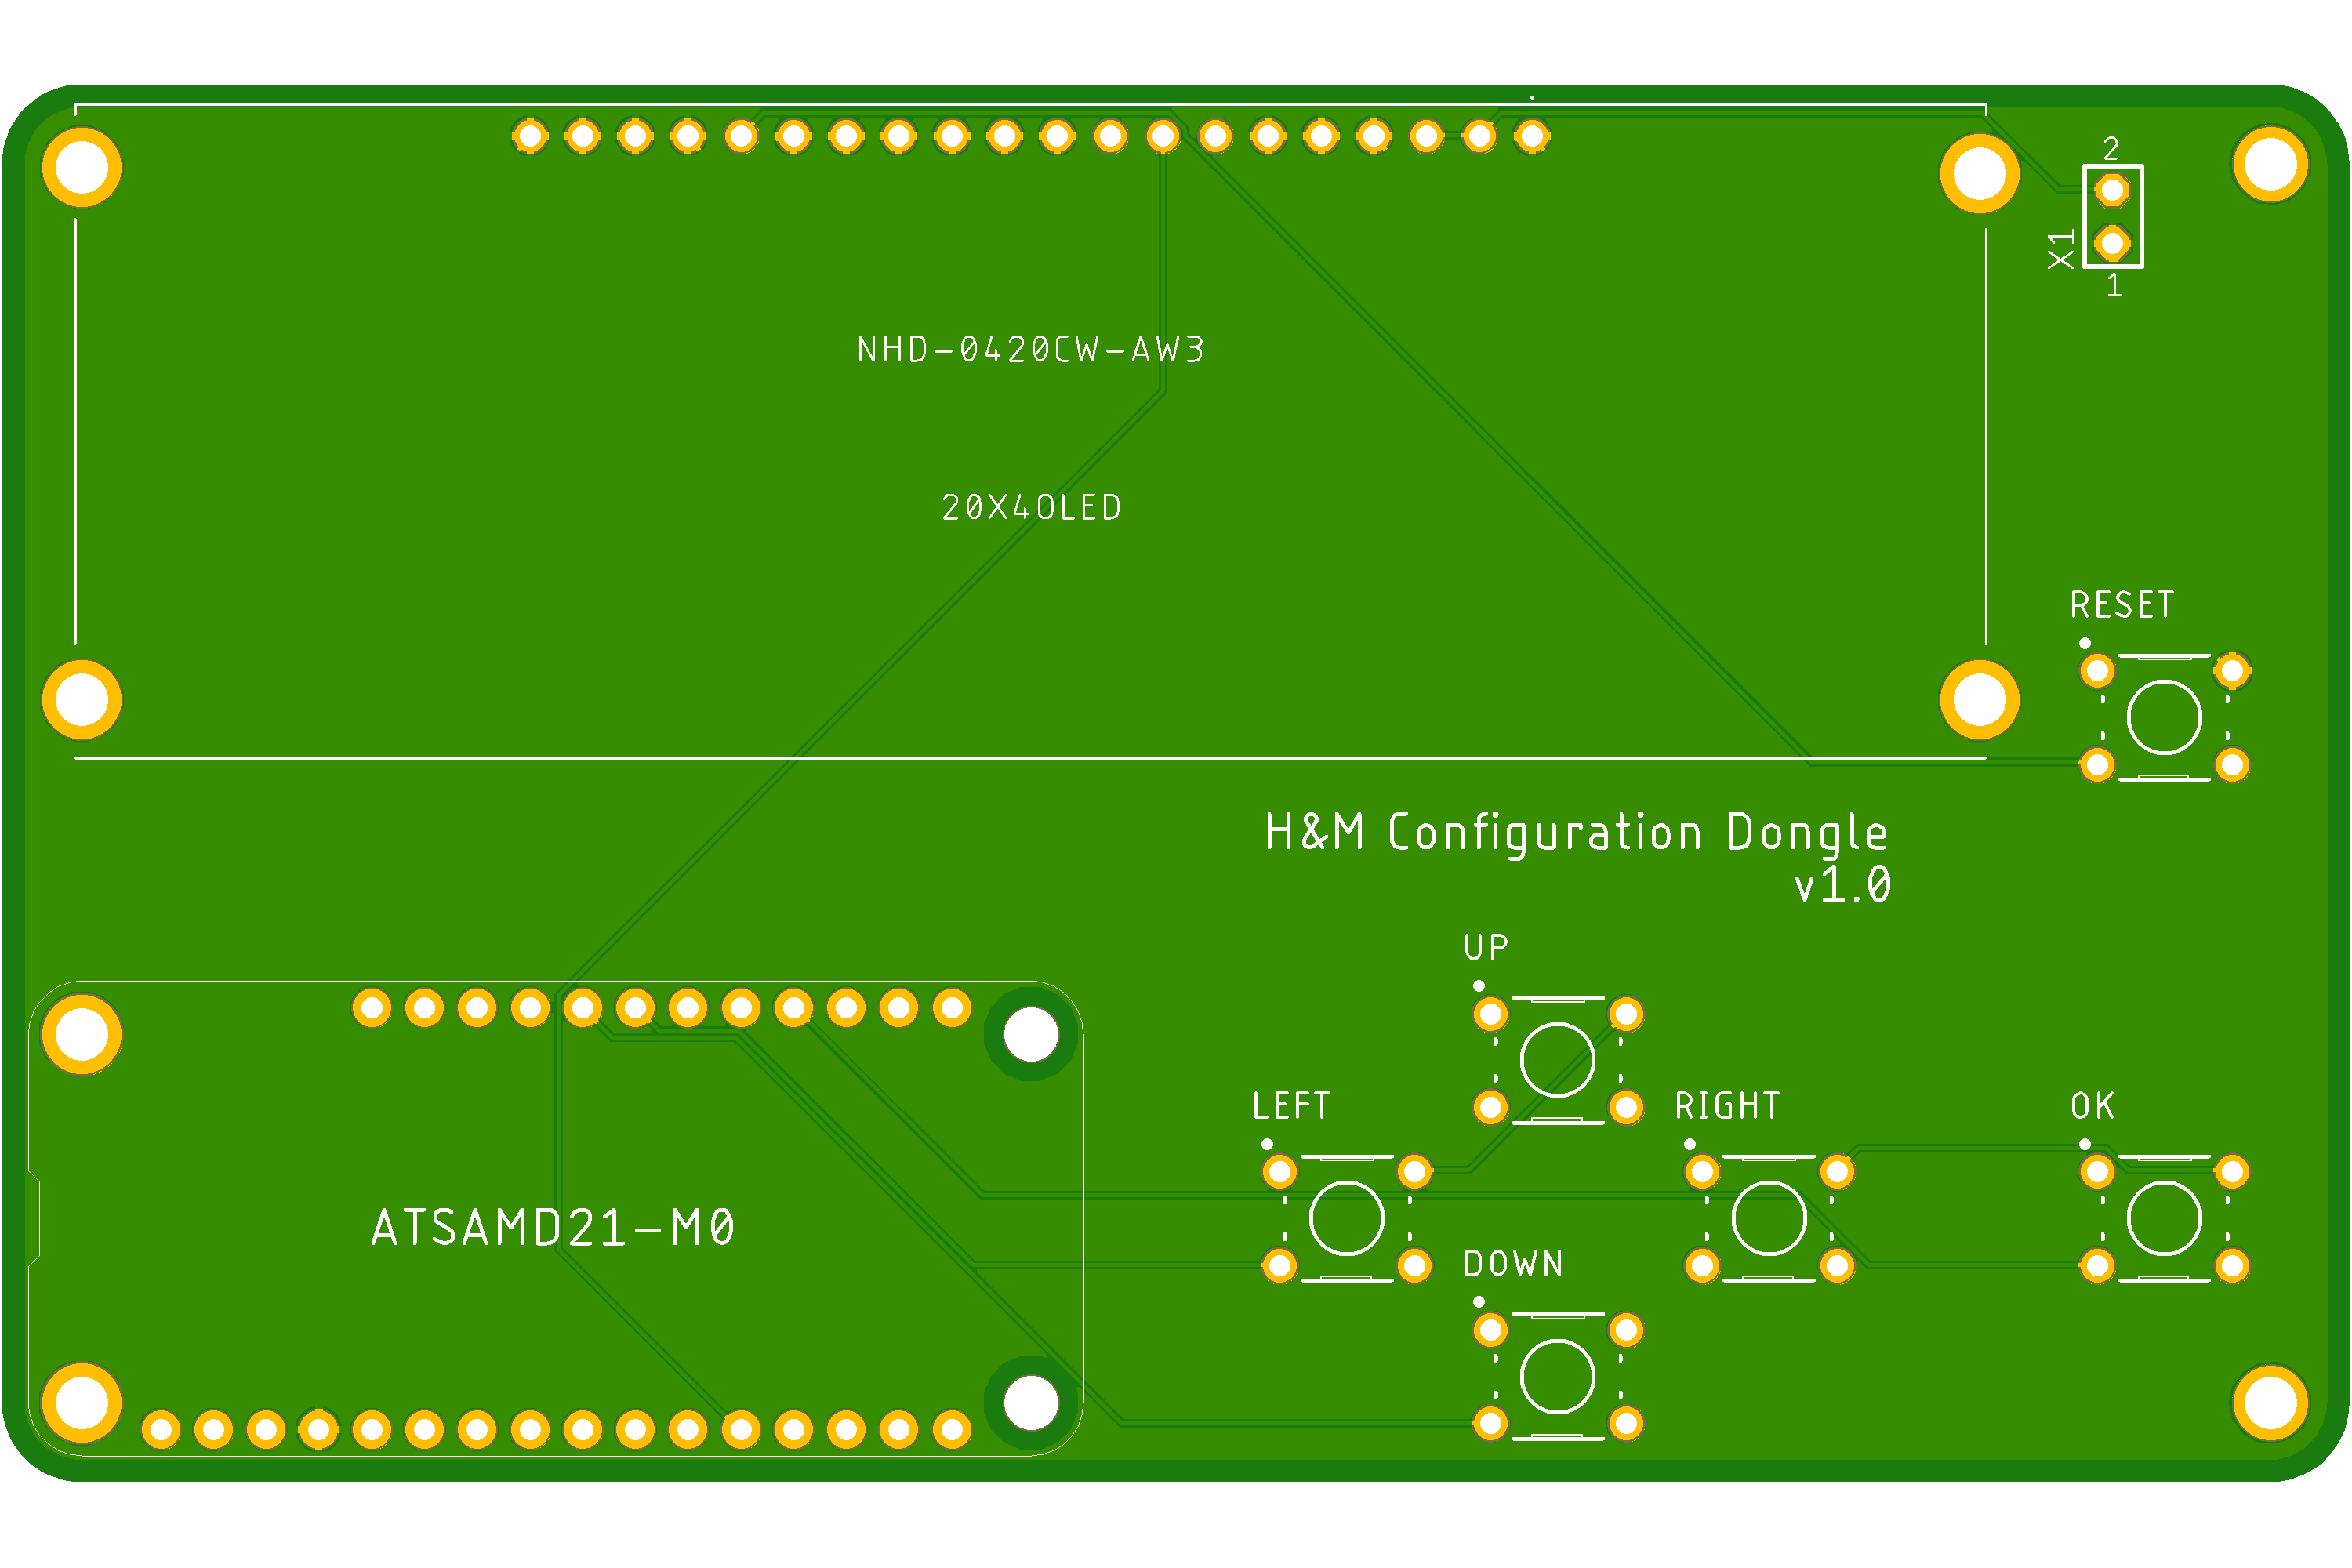 2
X1
1
NHD-0420CW-AW3
20X4OLED
RESET
H&M Configuration Dongle
v1.0
UP
LEFT
RIGHT
OK
ATSAMD21-M0
DOWN